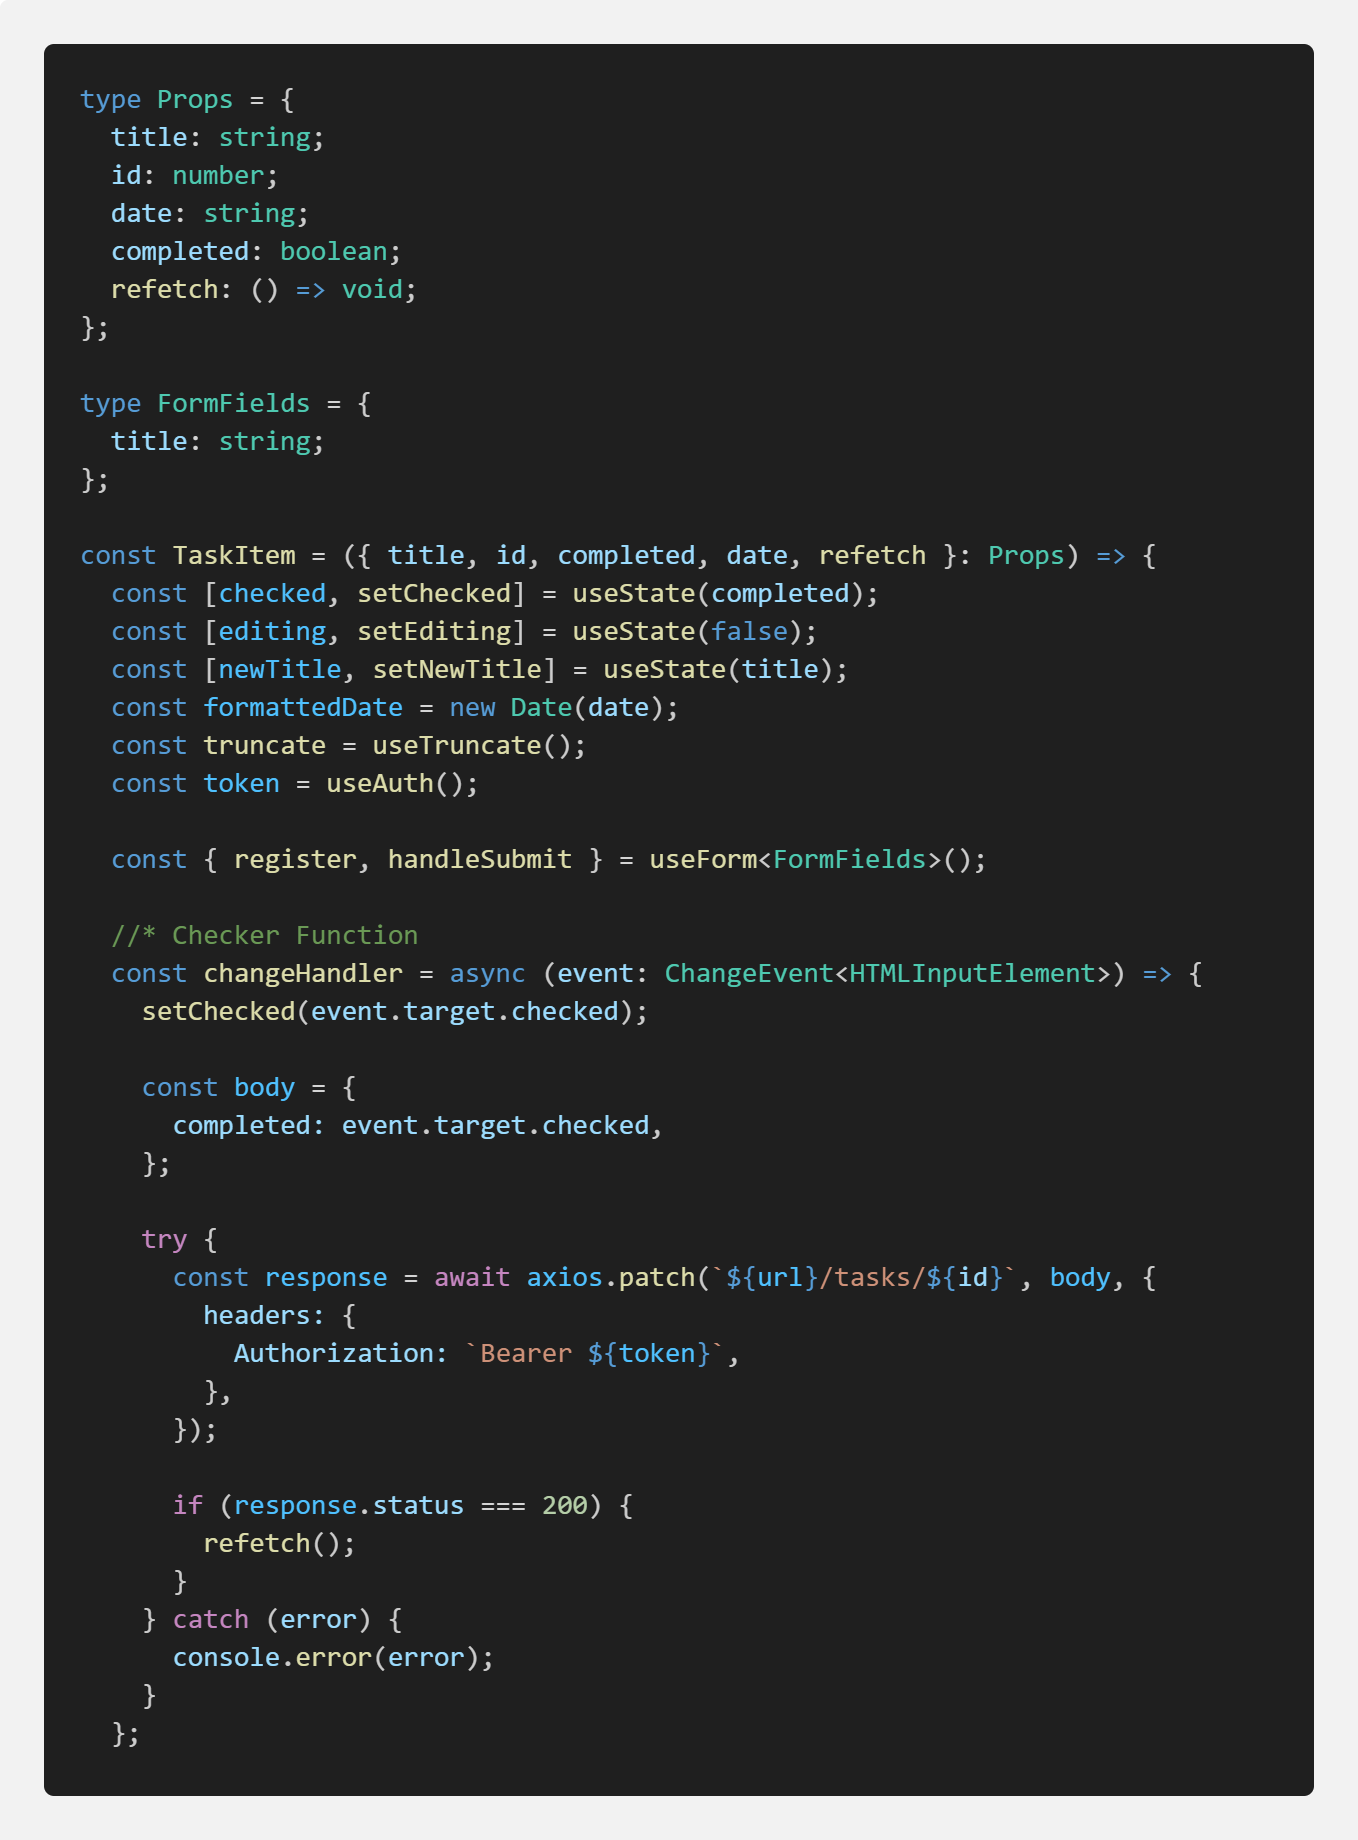 type Props = {
  title: string;
  id: number;
  date: string;
  completed: boolean;
  refetch: () => void;
};

type FormFields = {
  title: string;
};

const TaskItem = ({ title, id, completed, date, refetch }: Props) => {
  const [checked, setChecked] = useState(completed);
  const [editing, setEditing] = useState(false);
  const [newTitle, setNewTitle] = useState(title);
  const formattedDate = new Date(date);
  const truncate = useTruncate();
  const token = useAuth();

  const { register, handleSubmit } = useForm<FormFields>();

  //* Checker Function
  const changeHandler = async (event: ChangeEvent<HTMLInputElement>) => {
    setChecked(event.target.checked);

    const body = {
      completed: event.target.checked,
    };

    try {
      const response = await axios.patch(`${url}/tasks/${id}`, body, {
        headers: {
          Authorization: `Bearer ${token}`,
        },
      });

      if (response.status === 200) {
        refetch();
      }
    } catch (error) {
      console.error(error);
    }
  };